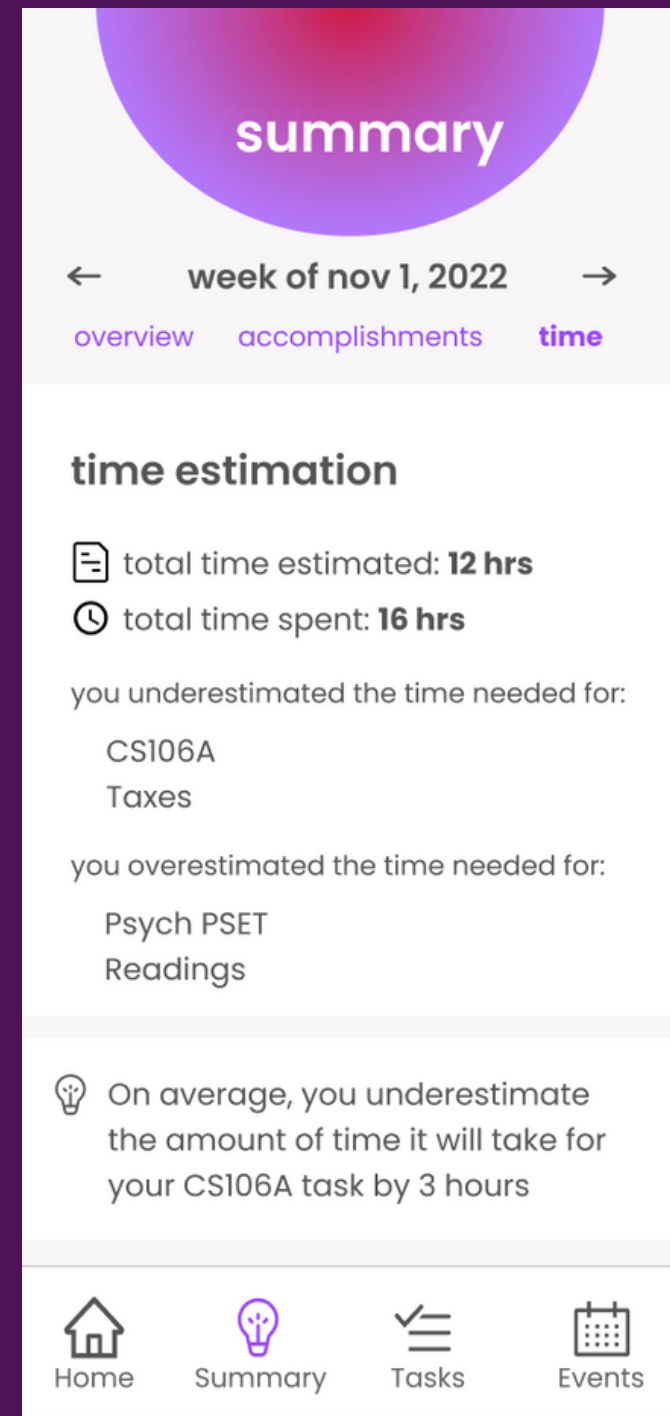 summary
week of nov 1, 2022
overview accomplishments time
time estimation
total time estimated: 12 hrs
total time spent: 16 hrs
you underestimated the time needed for:
CS106A
Taxes
you overestimated the time needed for:
Psych PSET
Readings
On average, you underestimate
the amount of time it will take for
your CS106A task by 3 hours
Home Summary Tasks Events